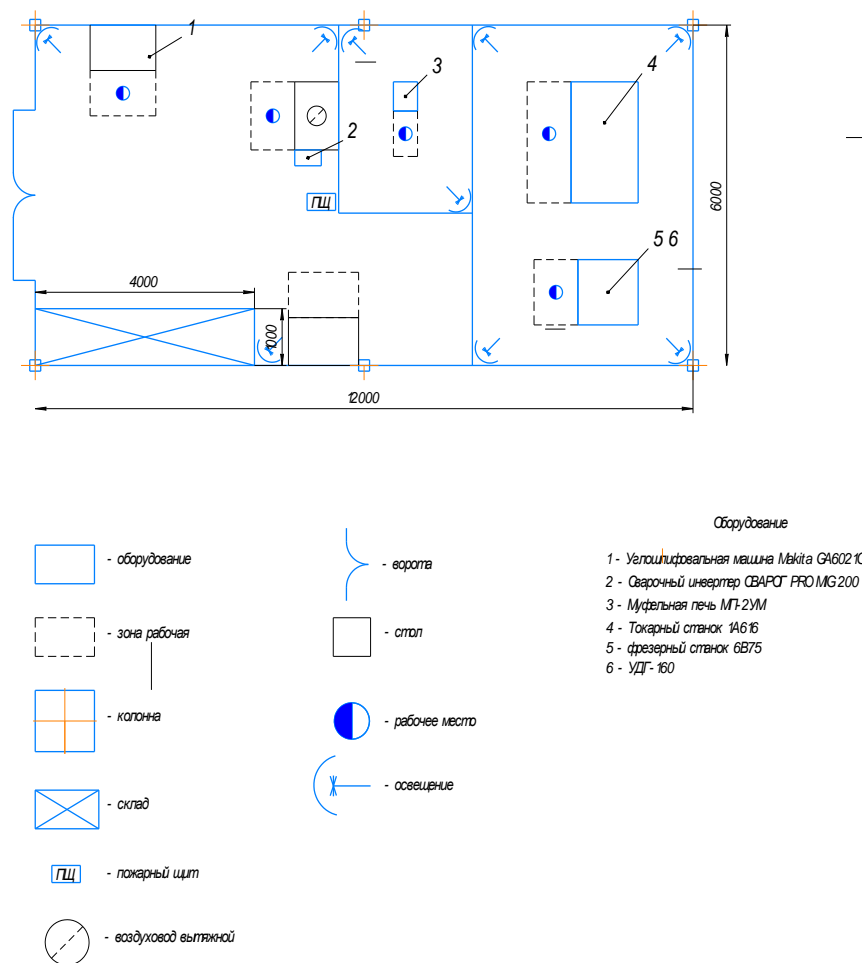 1
2
3
4
5 6
ПЩ
4000
1000
6000
12000
Оборудование
- оборудование
- ворота
1 - Углошлифовальная машина Makita GA6021C
2 - Сварочный инвертор СВАРОГ PRO MIG 200
3 - Муфельная печь МП-2УМ
- зона рабочая
- стол
4 - Токарный станок 1А616
5 - фрезерный станок 6В75
6 - УДГ-160
- колонна
- рабочее место
- склад
- освещение
ПЩ - пожарный щит
- воздуховод вытяжной